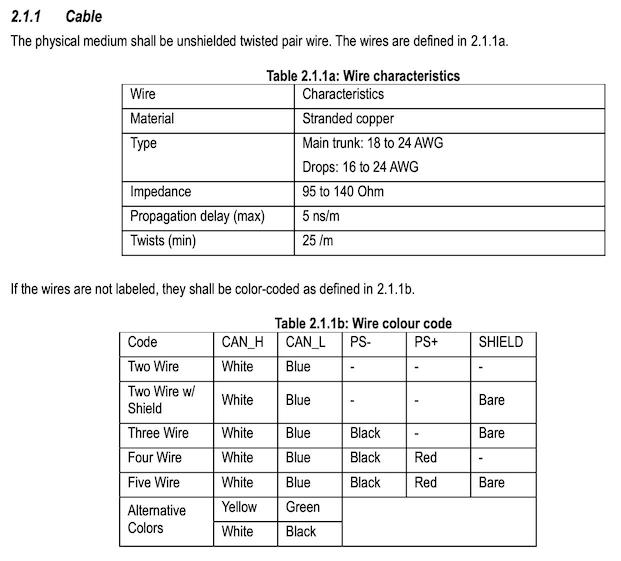 2.1.1 Cable
The physical medium shall be unshielded twisted pair wire. The wires are defined in 2.1.1a.
Table 2.1.1a: Wire characteristics
Wire Characteristics
Material Stranded copper
Type Main trunk: 18 to 24 AWG
Drops: 16 to 24 AWG
Impedance 95 to 140 Ohm
Propagation delay (max) 5 ns/m
Twists (min) 25 /m
If the wires are not labeled, they shall be color-coded as defined in 2.1.1b.
Table 2.1.1b: Wire colour code
Code CAN_H CAN_L PS- PS+ SHIELD
Two Wire White Blue - - -
Two Wire w/
Shield White Blue - - Bare
Three Wire White Blue Black - Bare
Four Wire White Blue Black Red -
Five Wire White Blue Black Red Bare
Alternative Yellow Green
Colors White Black